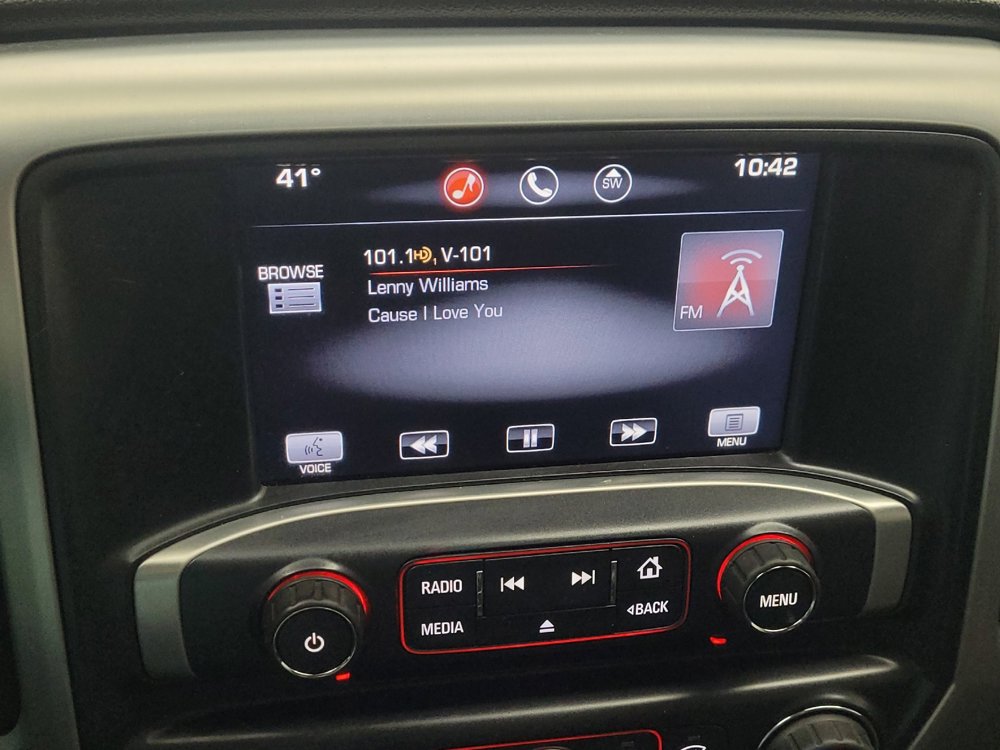 41°
SW
10:42
BROWSE
101.1 HD, V-101
Lenny Williams
Cause I Love You
FM
VOICE
MENU
RADIO
MEDIA
BACK
MENU